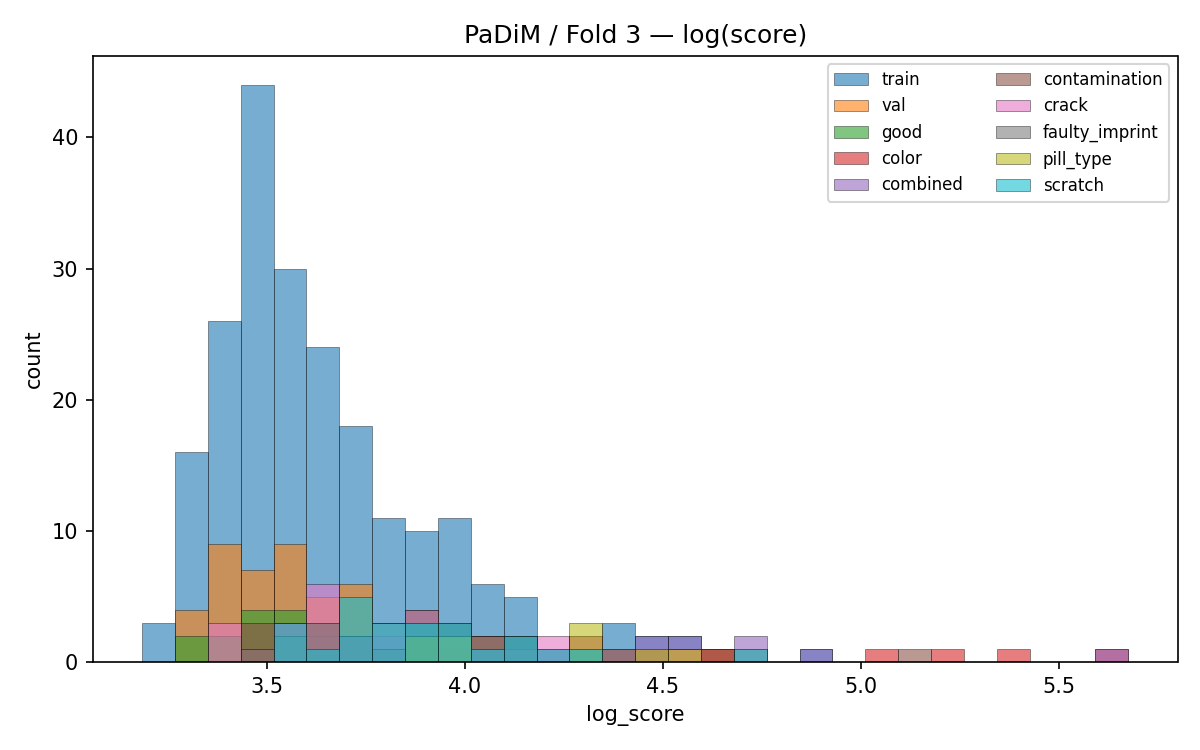 PaDiM / Fold 3 — log(score)
train
val
good
color
combined
contamination
crack
faulty_imprint
pill_type
scratch
count
40
30
20
10
0
3.5
4.0
4.5
5.0
5.5
log_score